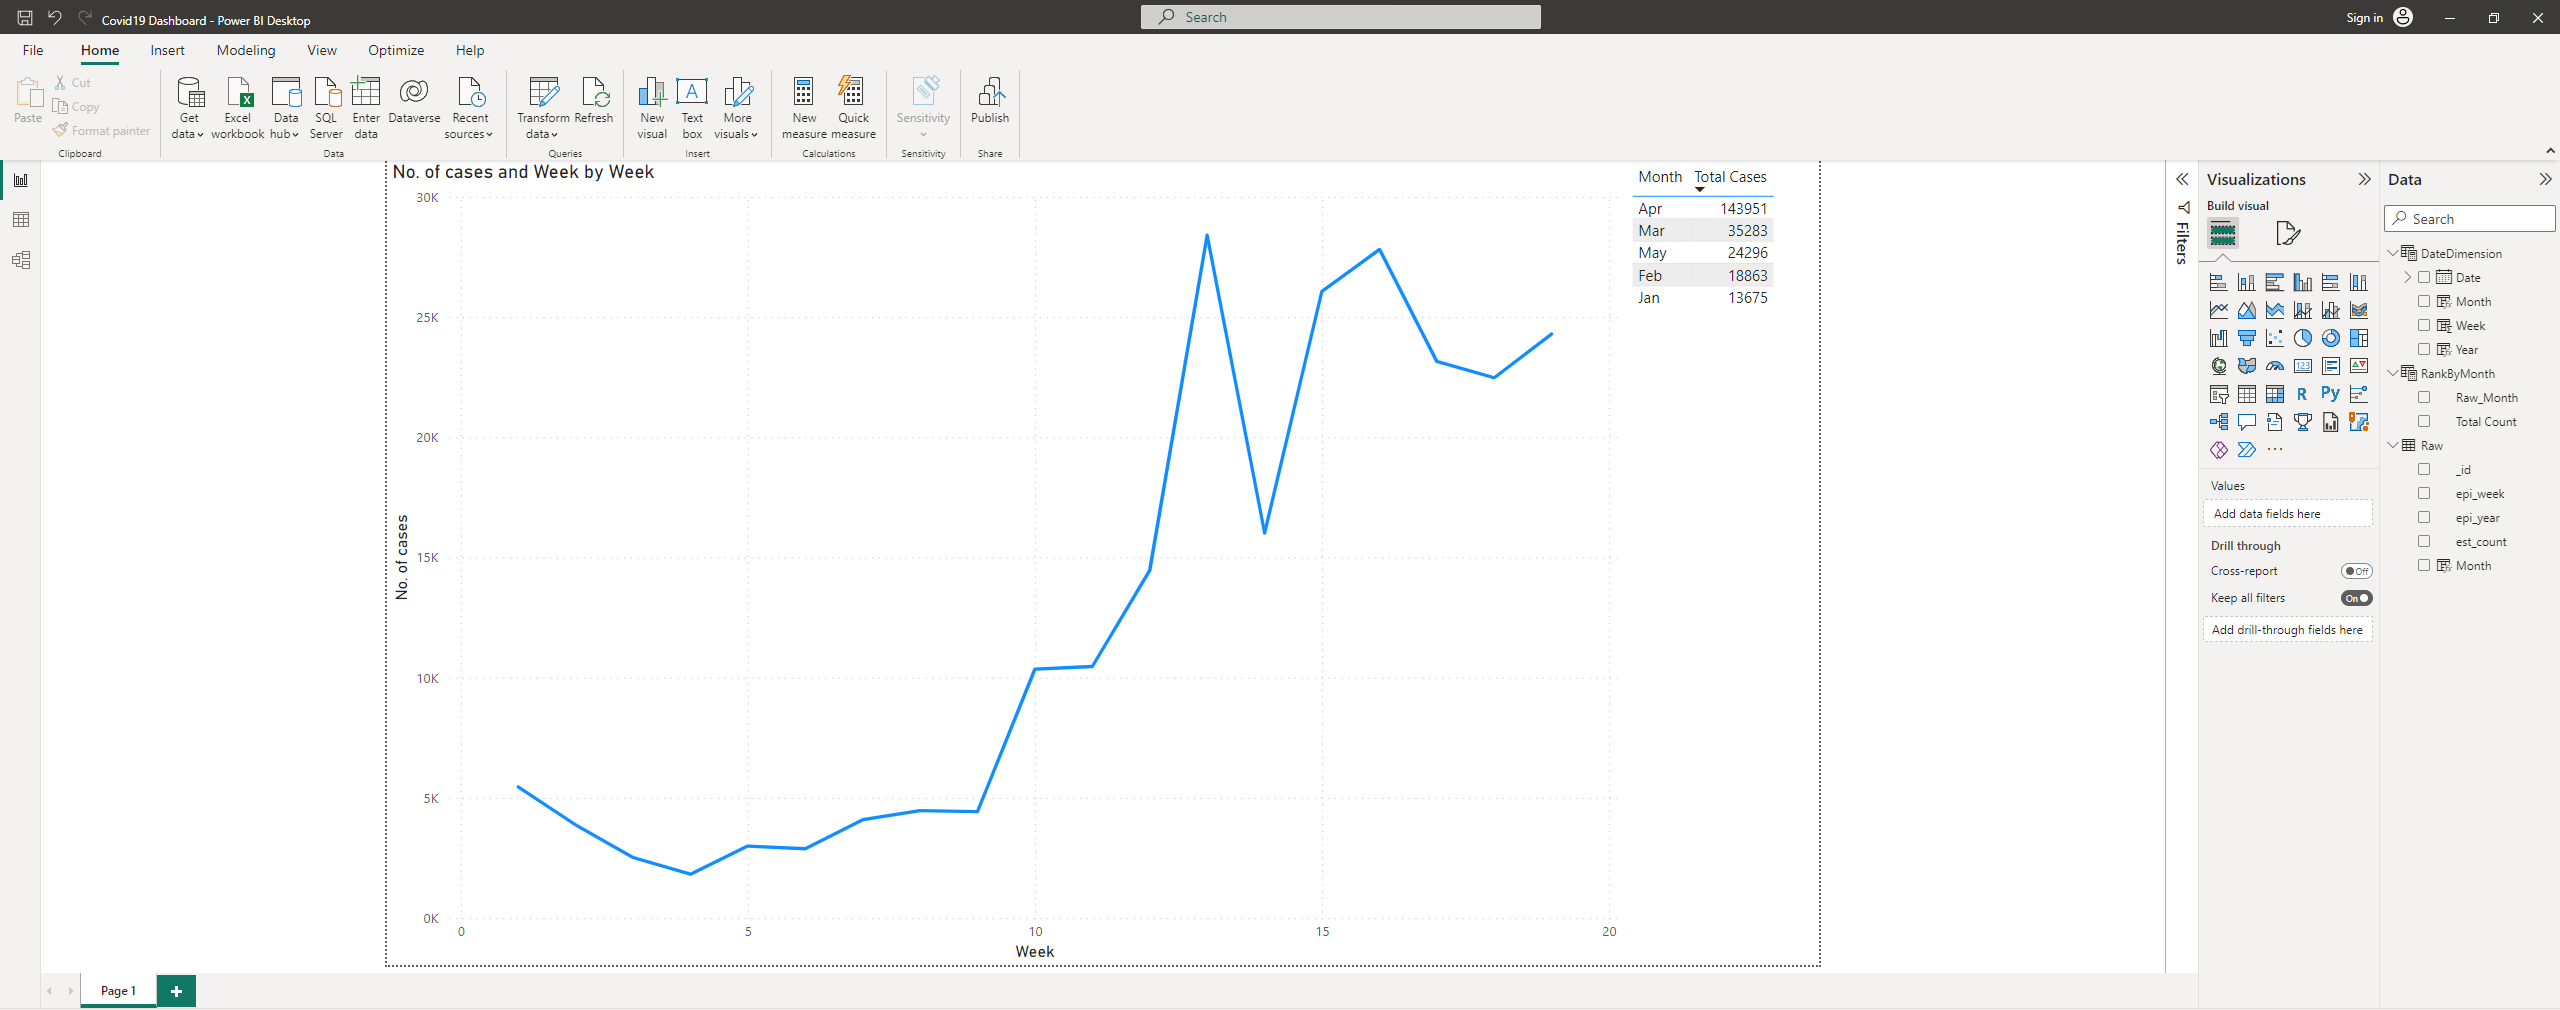 Covid19 Dashboard - Power BI Desktop
Search
Sign in
File Home Insert Modeling View Optimize Help
Paste
Cut
Copy
Format painter
Clipboard
Get data
Excel workbook
Data hub
SQL Server
Enter data
Dataverse
Recent sources
Data
Transform data
Refresh
Queries
New visual
A
Text box
More visuals
Insert
New measure
Quick measure
Calculations
Sensitivity
Sensitivity
Publish
Share
No. of cases and Week by Week
30K
25K
20K
15K
10K
5K
0K
No. of cases
0 5 10 15 20
Week
Month Total Cases
Apr 143951
Mar 35283
May 24296
Feb 18863
Jan 13675
Filters
Visualizations
Build visual
123
R Py
Values
Add data fields here
Drill through
Cross-report
Off
Keep all filters
On
Add drill-through fields here
Data
Search
DateDimension
Date
Month
Week
Year
RankByMonth
Raw_Month
Total Count
Raw
_id
epi_week
epi_year
est_count
Month
Page 1